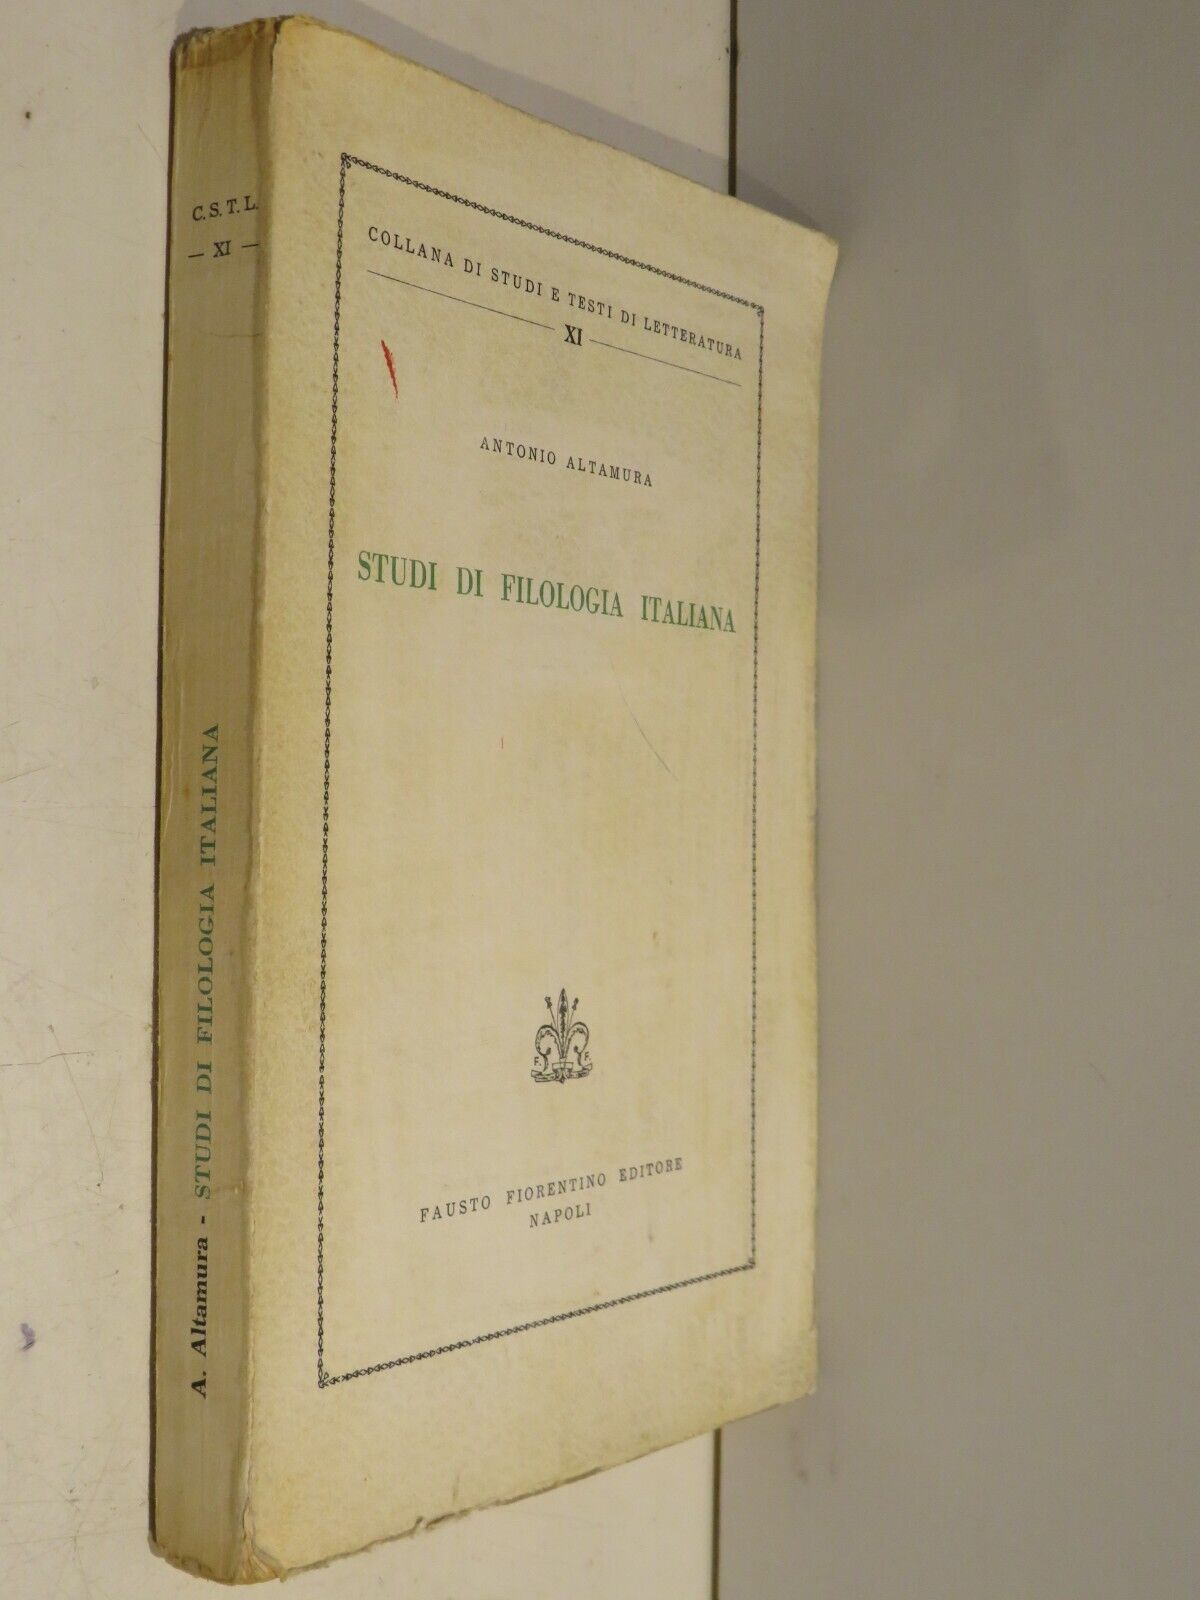 C. S. T. L.
— XI —
A. Altamura - STUDI DI FILOLOGIA ITALIANA
COLLANA DI STUDI E TESTI DI LETTERATURA
XI
ANTONIO ALTAMURA
STUDI DI FILOLOGIA ITALIANA
F. F.
FAUSTO FIORENTINO EDITORE
NAPOLI